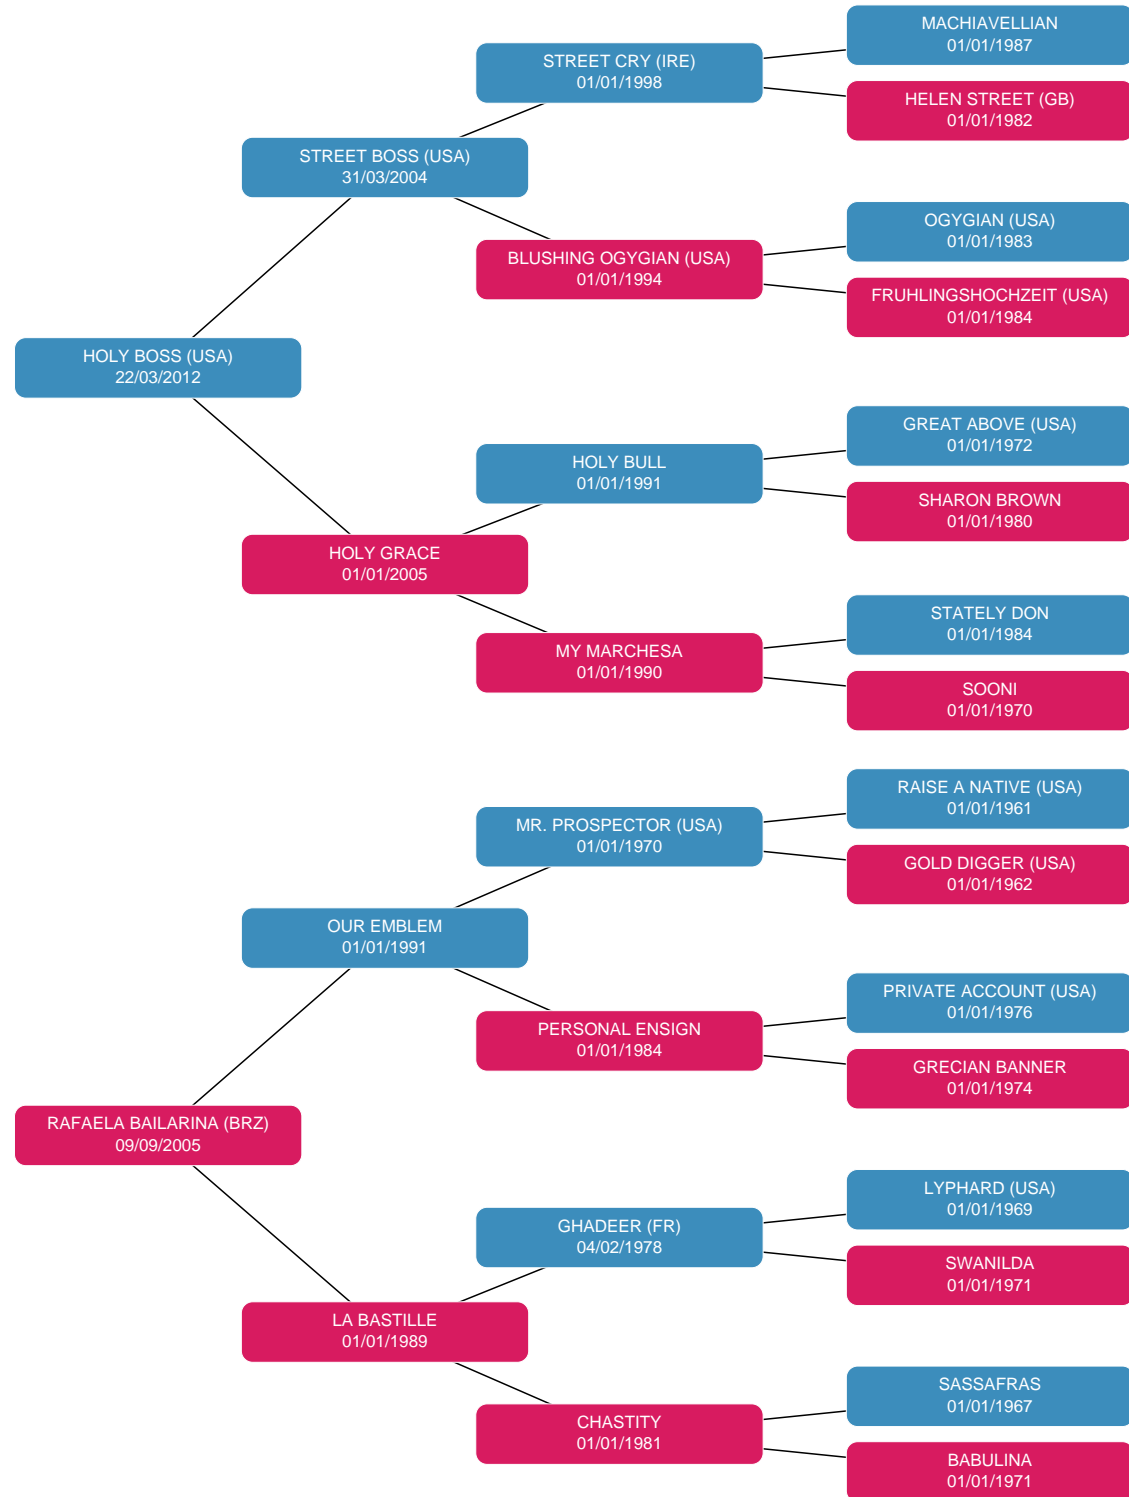 MACHIAVELLIAN
01/01/1987
STREET CRY (IRE)
01/01/1998
HELEN STREET (GB)
01/01/1982
STREET BOSS (USA)
31/03/2004
OGYGIAN (USA)
01/01/1983
BLUSHING OGYGIAN (USA)
01/01/1994
FRUHLINGSHOCHZEIT (USA)
01/01/1984
HOLY BOSS (USA)
22/03/2012
GREAT ABOVE (USA)
01/01/1972
HOLY BULL
01/01/1991
SHARON BROWN
01/01/1980
HOLY GRACE
01/01/2005
STATELY DON
01/01/1984
MY MARCHESA
01/01/1990
SOONI
01/01/1970
RAISE A NATIVE (USA)
01/01/1961
MR. PROSPECTOR (USA)
01/01/1970
GOLD DIGGER (USA)
01/01/1962
OUR EMBLEM
01/01/1991
PRIVATE ACCOUNT (USA)
01/01/1976
PERSONAL ENSIGN
01/01/1984
GRECIAN BANNER
01/01/1974
RAFAELA BAILARINA (BRZ)
09/09/2005
LYPHARD (USA)
01/01/1969
GHADEER (FR)
04/02/1978
SWANILDA
01/01/1971
LA BASTILLE
01/01/1989
SASSAFRAS
01/01/1967
CHASTITY
01/01/1981
BABULINA
01/01/1971